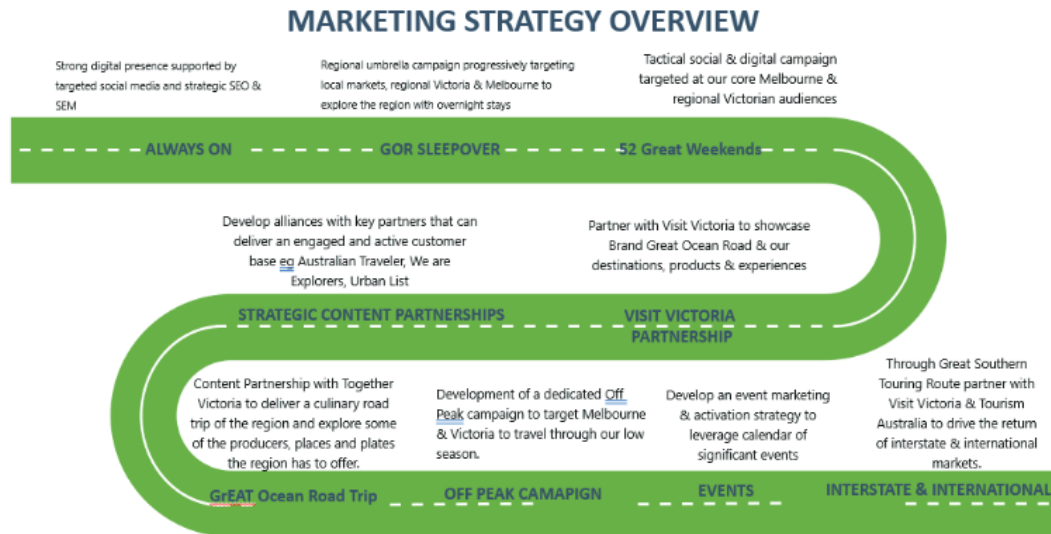 MARKETING STRATEGY OVERVIEW
Strong digital presence supported by
targeted social media and strategic SEO &
SEM
Regional umbrella campaign progressively targeting
local markets, regional Victoria & Melbourne to
explore the region with overnight stays
Tactical social & digital campaign
targeted at our core Melbourne &
regional Victorian audiences
ALWAYS ON
GOR SLEEPOVER
52 Great Weekends
Develop alliances with key partners that can
deliver an engaged and active customer
base eg Australian Traveler, We are
Explorers, Urban List
Partner with Visit Victoria to showcase
Brand Great Ocean Road & our
destinations, products & experiences
STRATEGIC CONTENT PARTNERSHIPS
VISIT VICTORIA
PARTNERSHIP
Content Partnership with Together
Victoria to deliver a culinary road
trip of the region and explore some
of the producers, places and plates
the region has to offer.
Development of a dedicated Off
Peak campaign to target Melbourne
& Victoria to travel through our low
season.
Develop an event marketing
& activation strategy to
leverage calendar of
significant events
Through Great Southern
Touring Route partner with
Visit Victoria & Tourism
Australia to drive the return
of interstate & international
markets.
GrEAT Ocean Road Trip
OFF PEAK CAMAPIGN
EVENTS
INTERSTATE & INTERNATIONAL